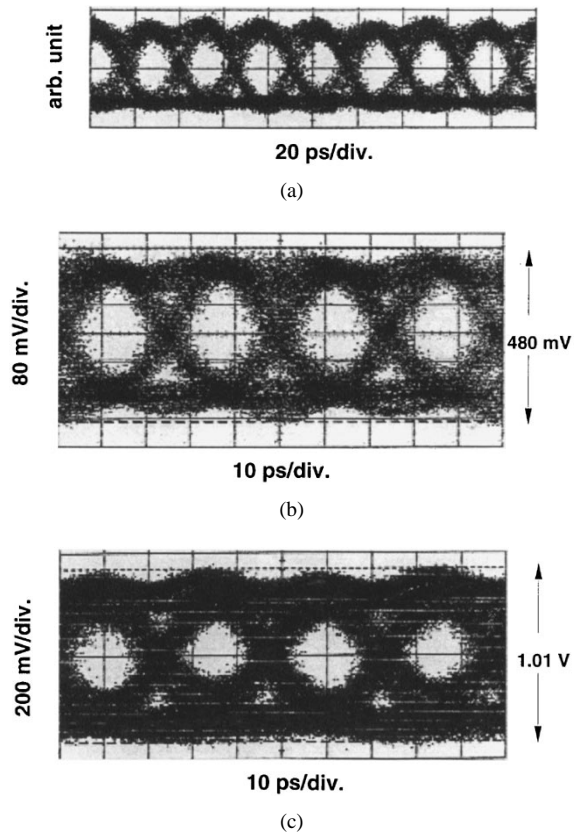 arb. unit
20 ps/div.
(a)
80 mV/div.
480 mV
10 ps/div.
(b)
200 mV/div.
1.01 V
10 ps/div.
(c)